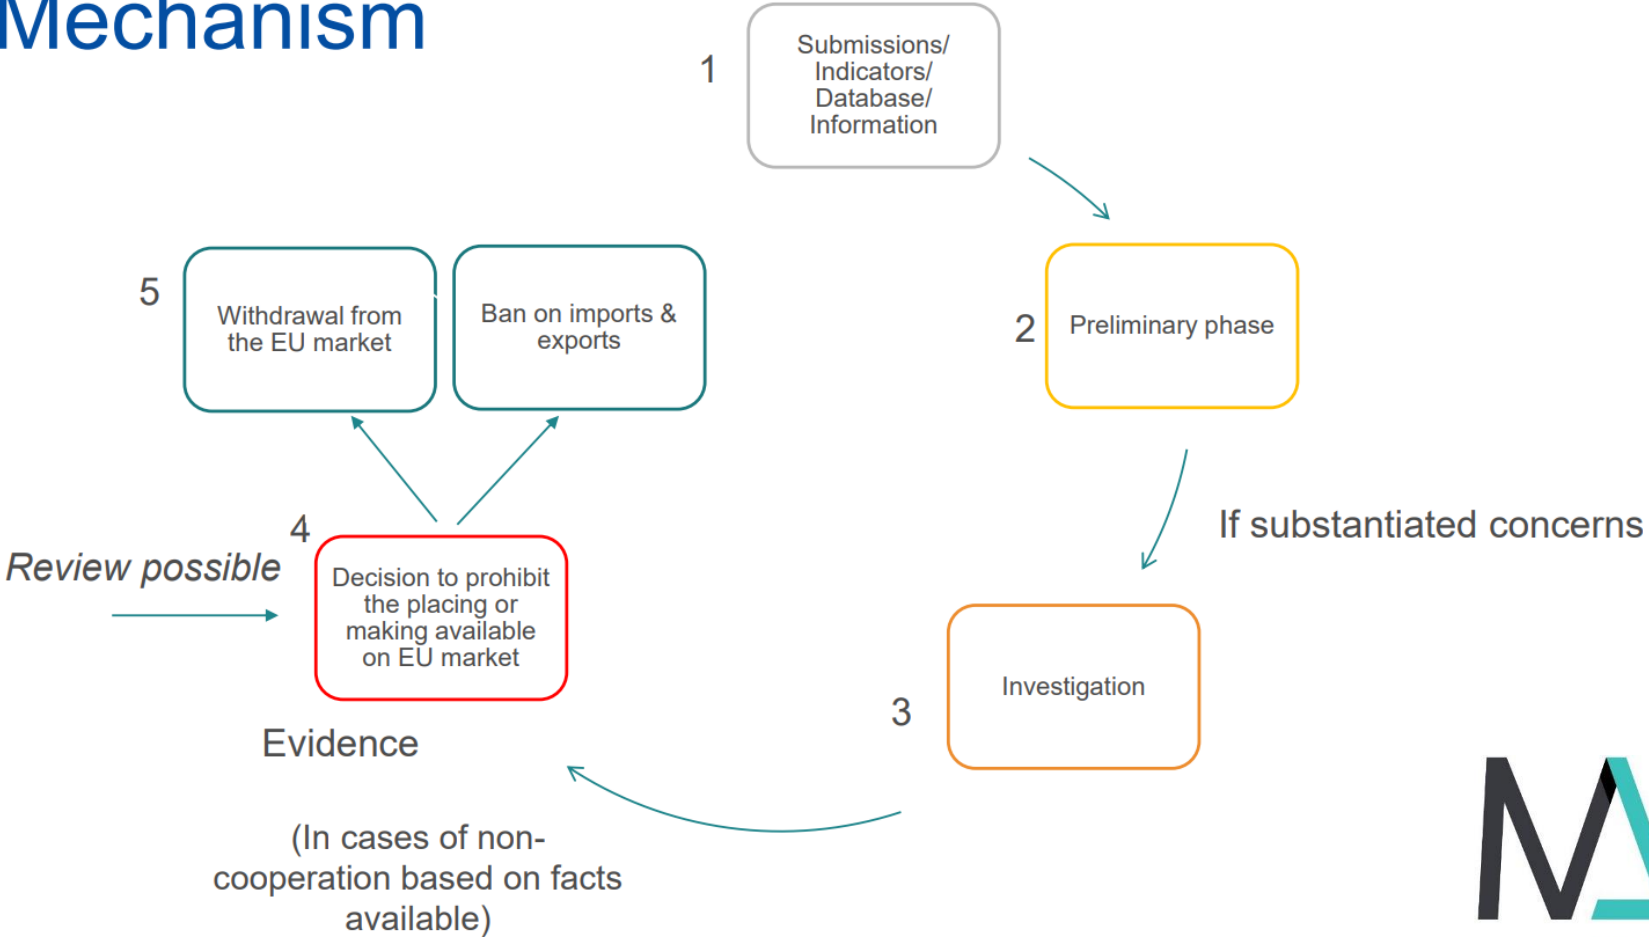 Mechanism
1
Submissions/
Indicators/
Database/
Information
2
Preliminary phase
If substantiated concerns
3
Investigation
4
Decision to prohibit
the placing or
making available
on EU market
Review possible
Evidence
(In cases of non-
cooperation based on facts
available)
5
Withdrawal from
the EU market
Ban on imports &
exports